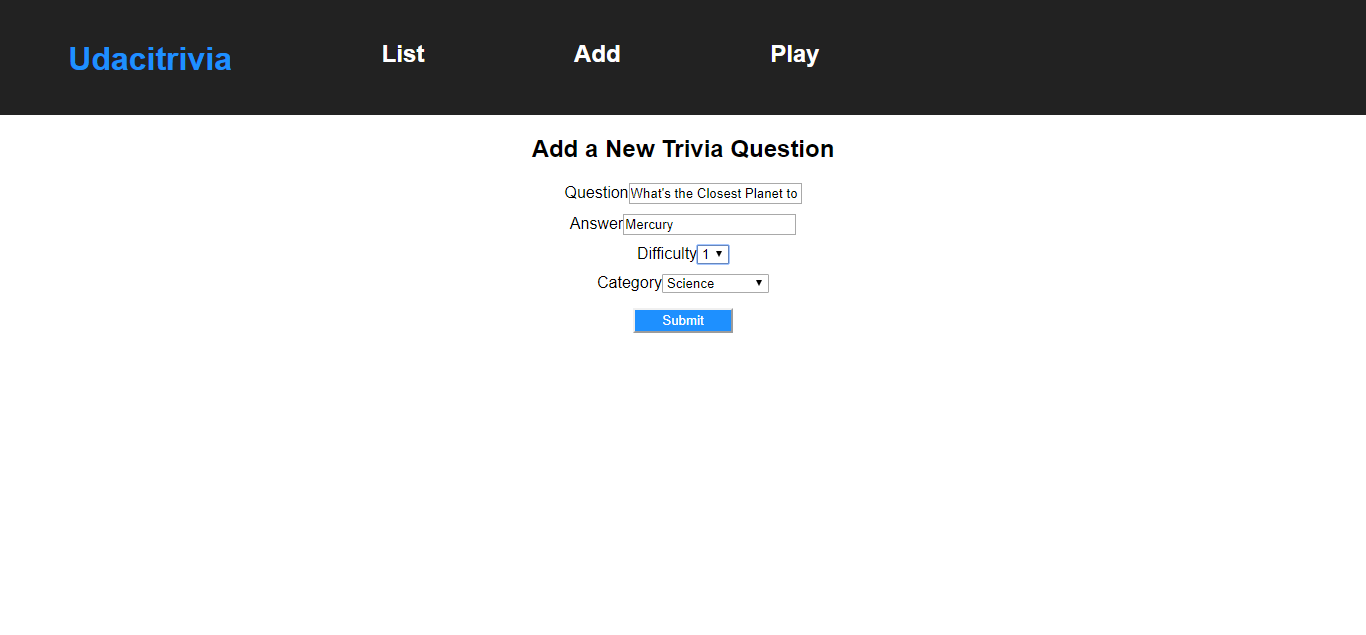 Udacitrivia List Add Play
Add a New Trivia Question
Question What's the Closest Planet to
Answer Mercury
Difficulty 1
Category Science
Submit